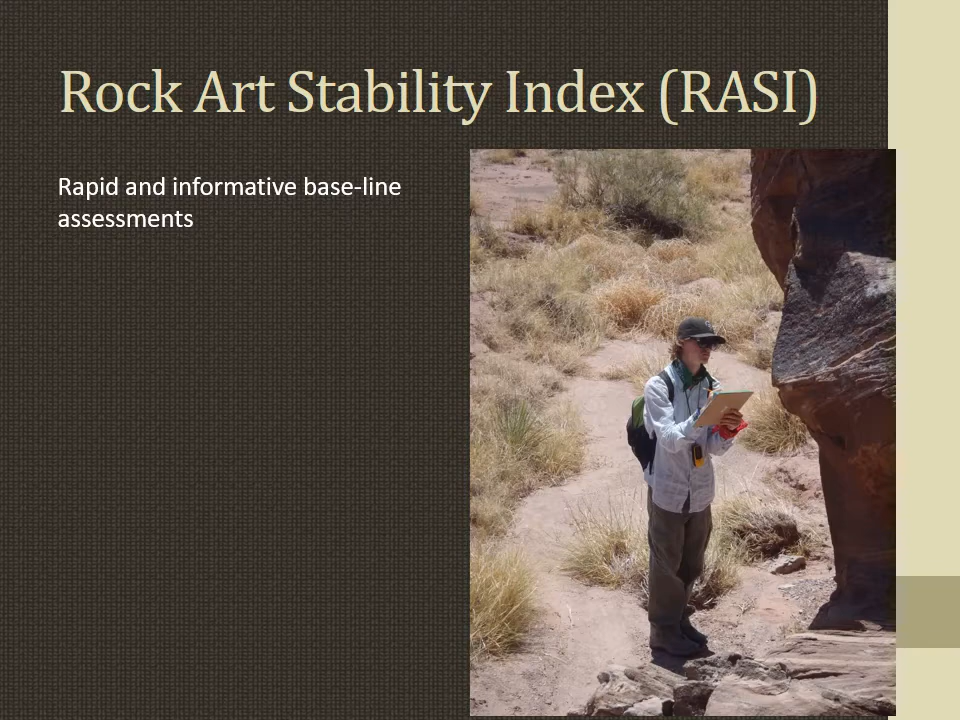 Rock Art Stability Index (RASI)
Rapid and informative base-line
assessments